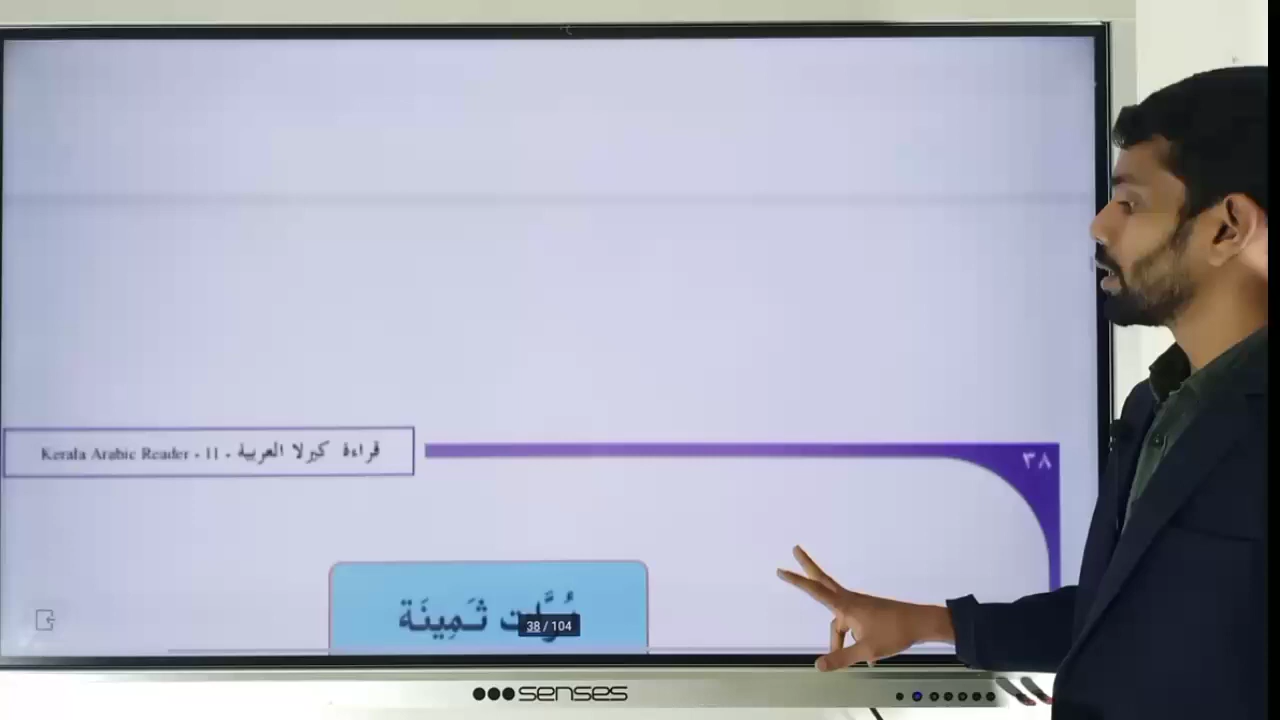 Kerala Arabic Reader - 11 - قراءة كيرلا العربية
٣٨
ثَمِينَة
38 / 104
senses